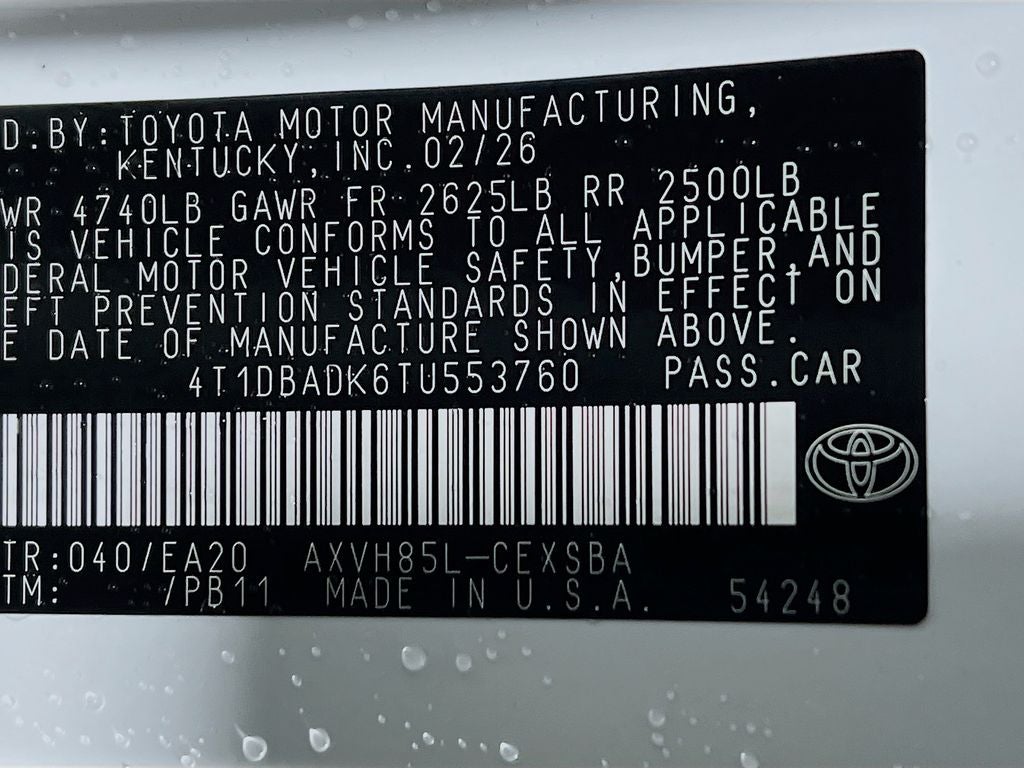 D.BY:TOYOTA MOTOR MANUFACTURING,
KENTUCKY,INC.02/26
WR 4740LB GAWR FR 2625LB RR 2500LB
IS VEHICLE CONFORMS TO ALL APPLICABLE
DERAL MOTOR VEHICLE SAFETY,BUMPER,AND
EFT PREVENTION STANDARDS IN EFFECT ON
E DATE OF MANUFACTURE SHOWN ABOVE.
4T1DBADK6TU553760 PASS.CAR
TR:040/EA20 AXVH85L-CEXSBA
TM: /PB11 MADE IN U.S.A. 54248